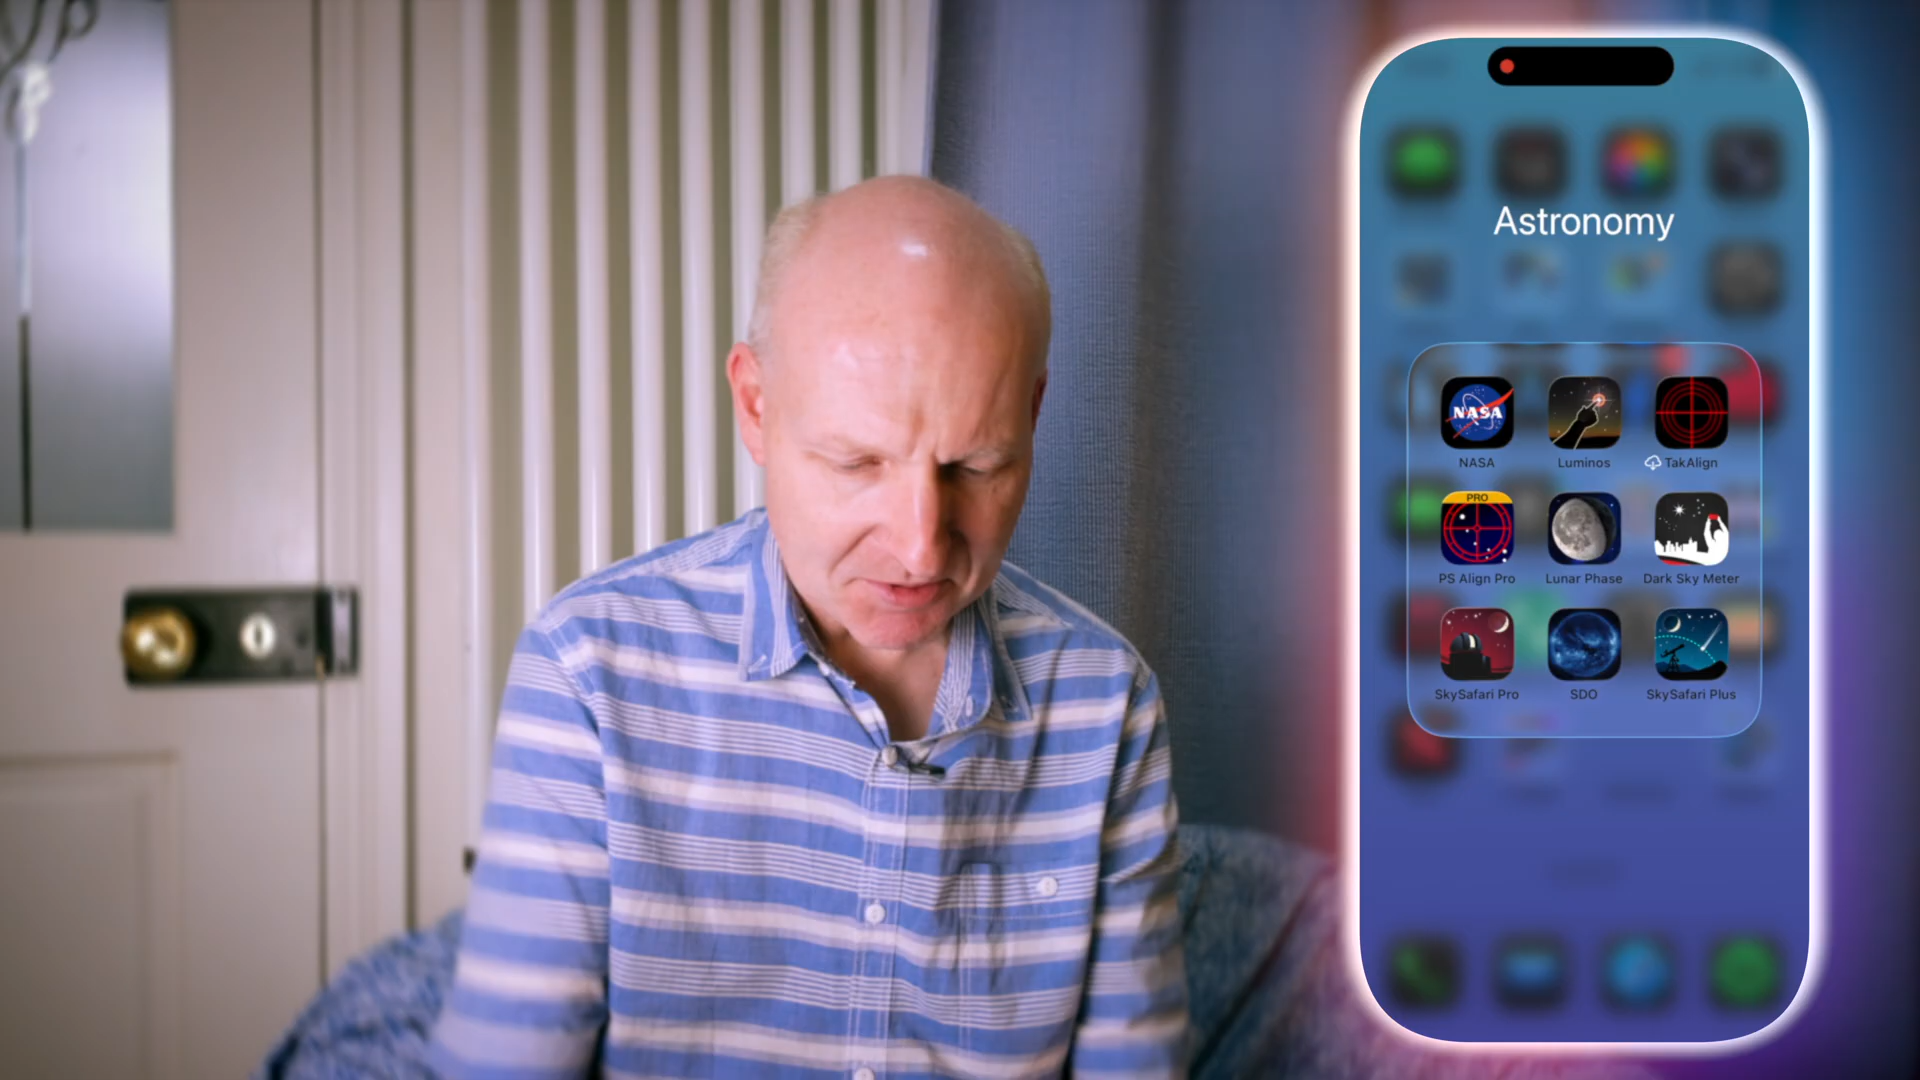 Astronomy
NASA
NASA
Luminos
TakAlign
PRO
PS Align Pro
Lunar Phase
Dark Sky Meter
SkySafari Pro
SDO
SkySafari Plus